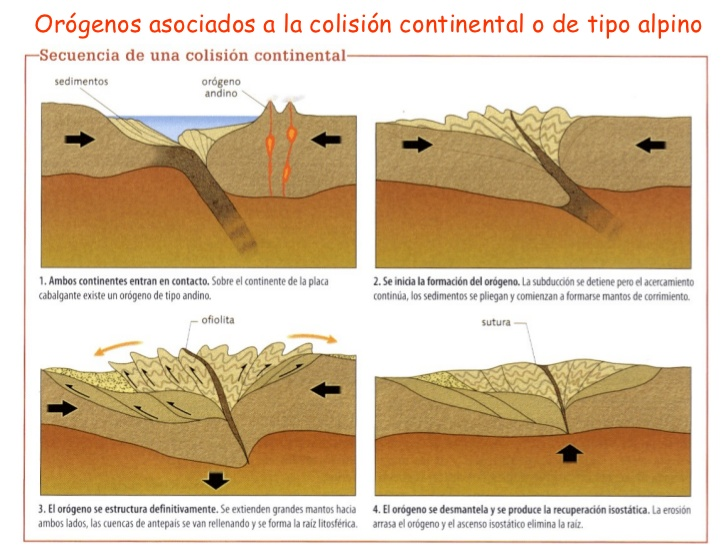 Orógenos asociados a la colisión continental o de tipo alpino
Secuencia de una colisión continental
sedimentos
orógeno
andino
1. Ambos continentes entran en contacto. Sobre el continente de la placa
cabalgante existe un orógeno de tipo andino.
2. Se inicia la formación del orógeno. La subducción se detiene pero el acercamiento
continúa, los sedimentos se pliegan y comienzan a formarse mantos de corrimiento.
ofiolita
sutura
3. El orógeno se estructura definitivamente. Se extienden grandes mantos hacia
ambos lados, las cuencas de antepaís se van rellenando y se forma la raíz litosférica.
4. El orógeno se desmantela y se produce la recuperación isostática. La erosión
arrasa el orógeno y el ascenso isostático elimina la raíz.